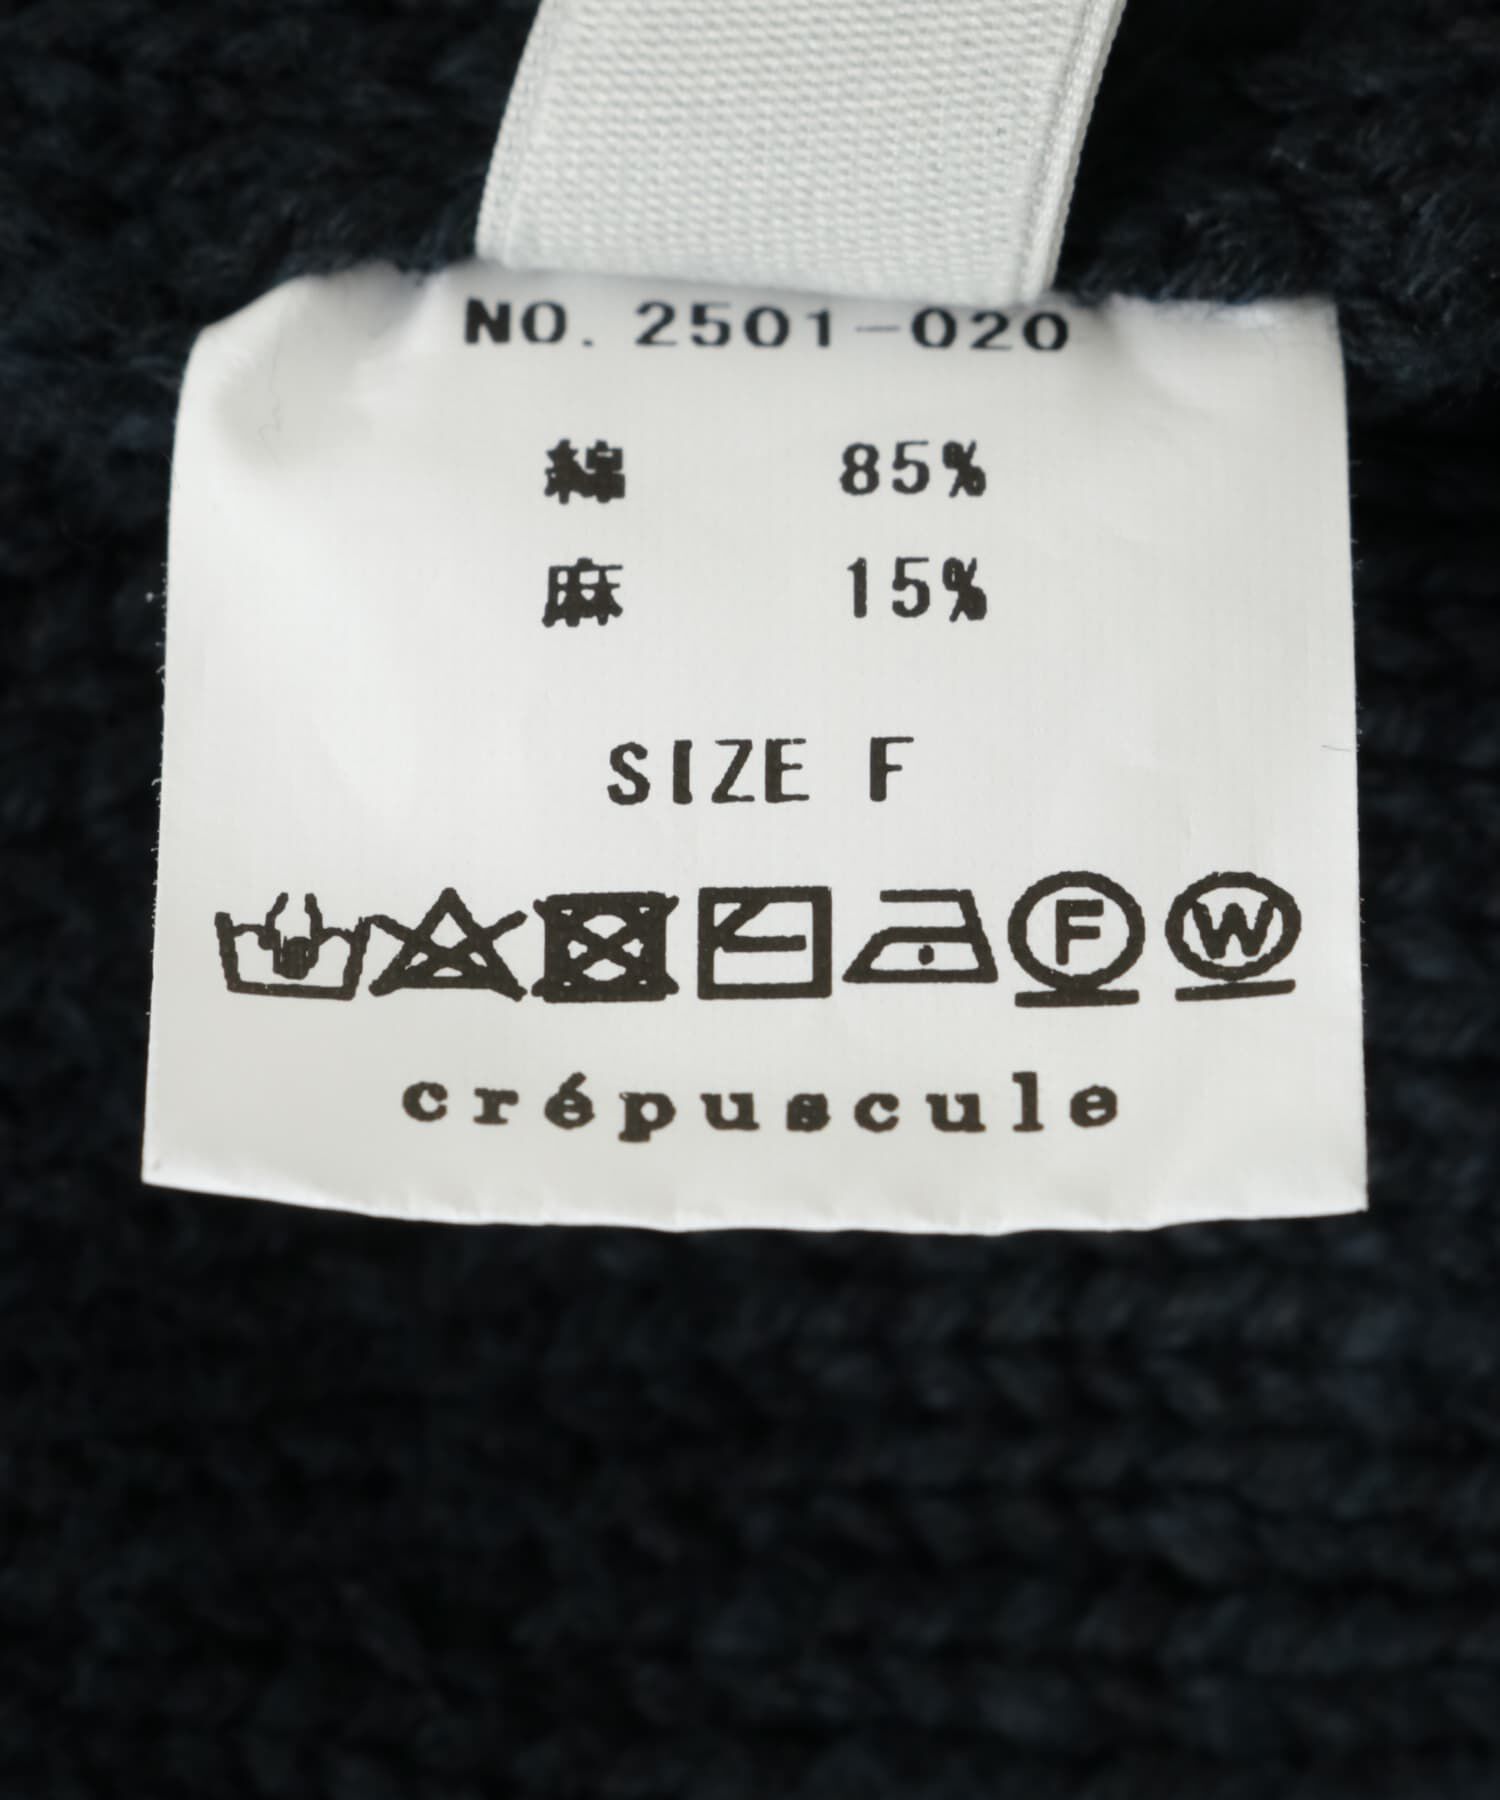 NO. 2501-020
綿 85%
麻 15%
SIZE F
F W
crépuscule